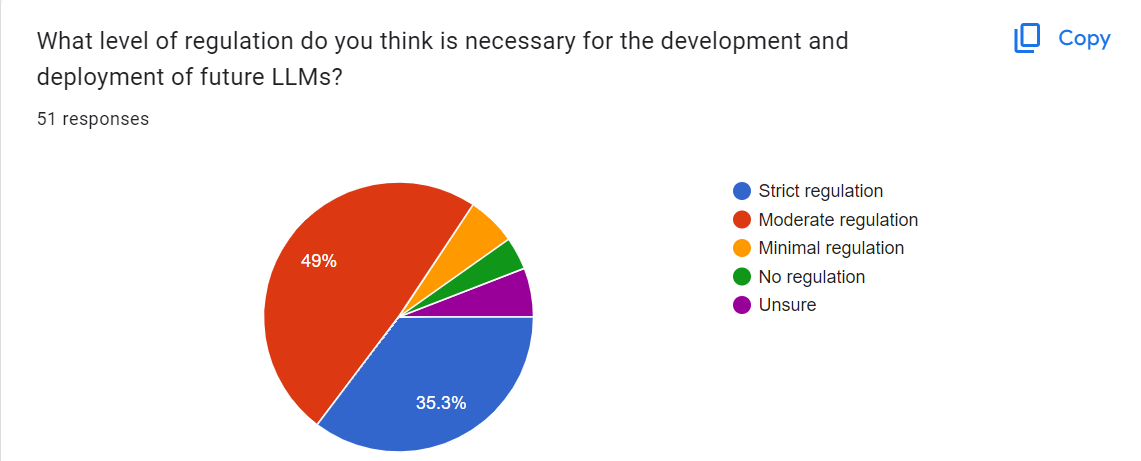 What level of regulation do you think is necessary for the development and
deployment of future LLMs?
Copy
51 responses
49%
35.3%
Strict regulation
Moderate regulation
Minimal regulation
No regulation
Unsure